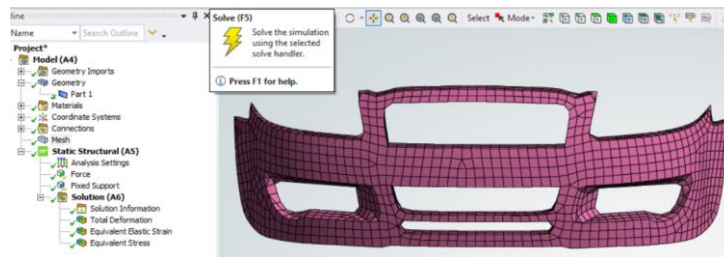 line
Name
Search Outline
Project*
Model (A4)
Geometry Imports
Geometry
Part 1
Materials
Coordinate Systems
Connections
Mesh
Static Structural (A5)
Analysis Settings
Force
Fixed Support
Solution (A6)
Solution Information
Total Deformation
Equivalent Elastic Strain
Equivalent Stress
Solve (F5)
Solve the simulation
using the selected
solve handler.
Press F1 for help.
Select Mode